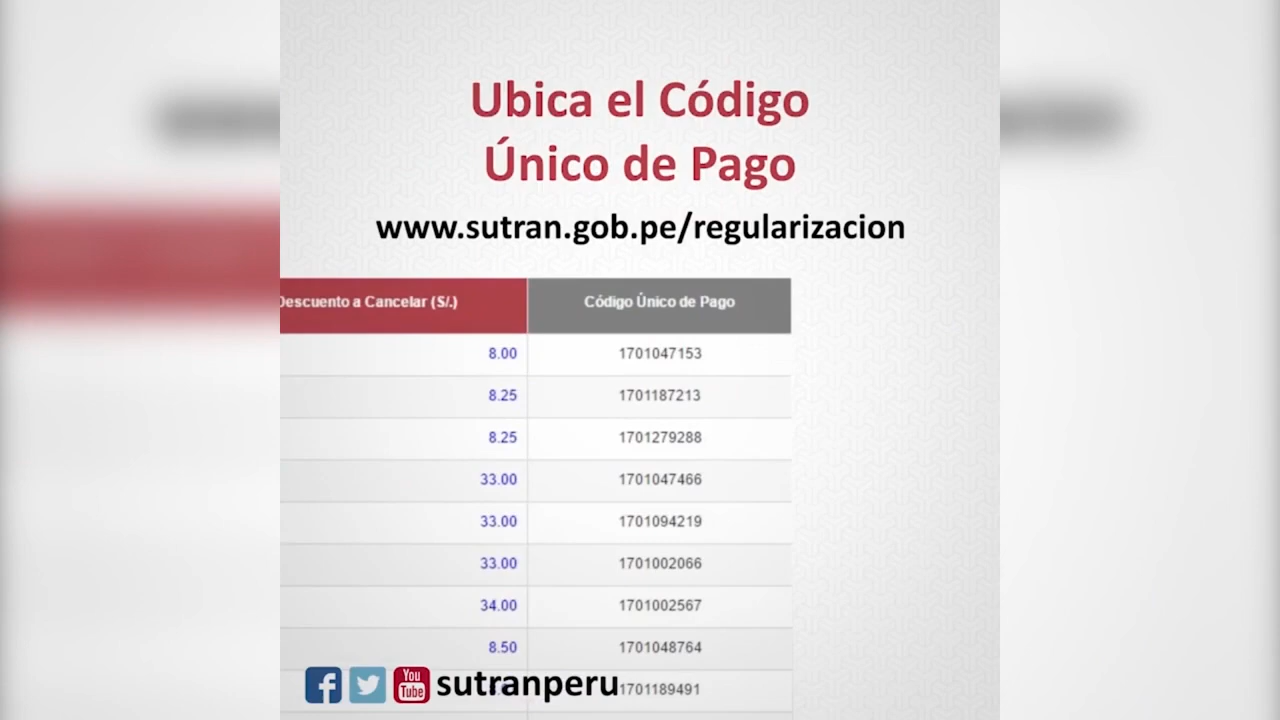 Ubica el Código
Único de Pago
www.sutran.gob.pe/regularizacion
Descuento a Cancelar (S/.) Código Único de Pago
8.00 1701047153
8.25 1701187213
8.25 1701279288
33.00 1701047466
33.00 1701094219
33.00 1701002066
34.00 1701002567
8.50 1701048764
1701189491
You
Tube
sutranperu